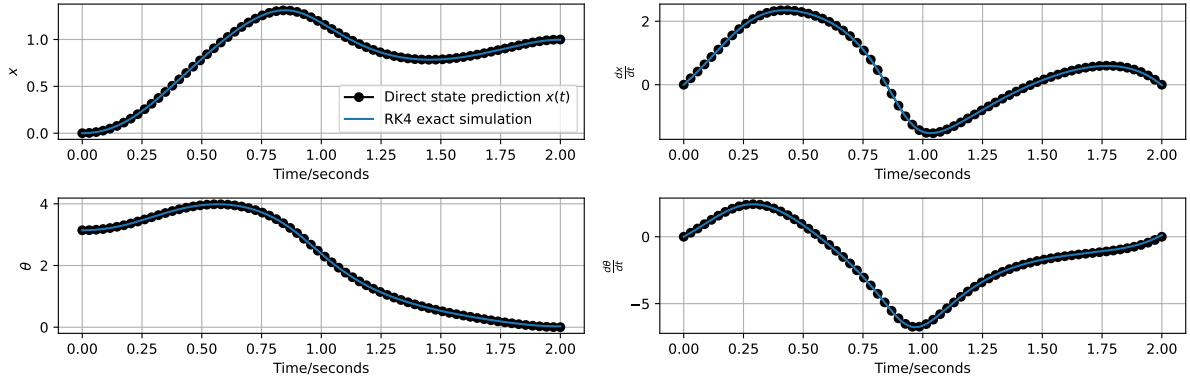 1.0
0.5
0.0
x
Direct state prediction x(t)
RK4 exact simulation
0.00 0.25 0.50 0.75 1.00 1.25 1.50 1.75 2.00
Time/seconds
2
0
dx
dt
0.00 0.25 0.50 0.75 1.00 1.25 1.50 1.75 2.00
Time/seconds
4
2
0
θ
0.00 0.25 0.50 0.75 1.00 1.25 1.50 1.75 2.00
Time/seconds
0
−5
dθ
dt
0.00 0.25 0.50 0.75 1.00 1.25 1.50 1.75 2.00
Time/seconds